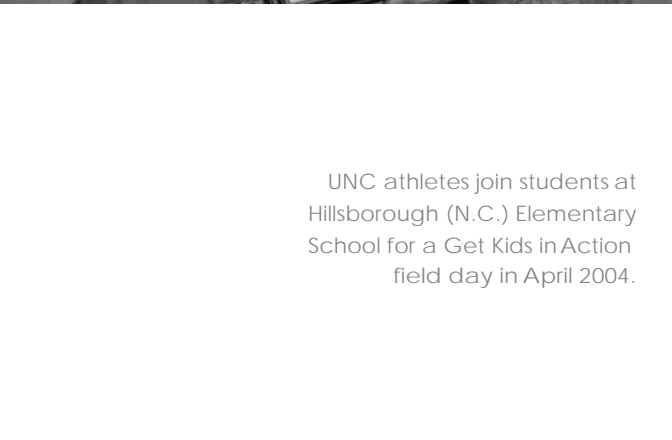 UNC athletes join students at
Hillsborough (N.C.) Elementary
School for a Get Kids in Action
field day in April 2004.